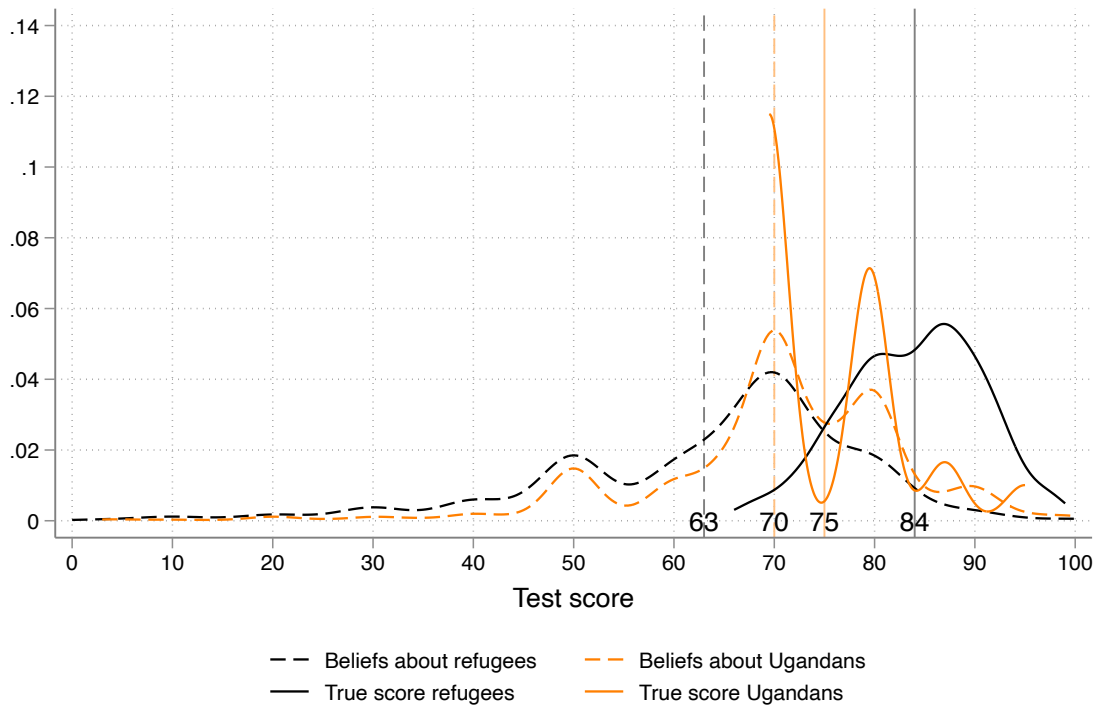 .14
.12
.1
.08
.06
.04
.02
0
63 70 75 84
0 10 20 30 40 50 60 70 80 90 100
Test score
Beliefs about refugees Beliefs about Ugandans
True score refugees True score Ugandans